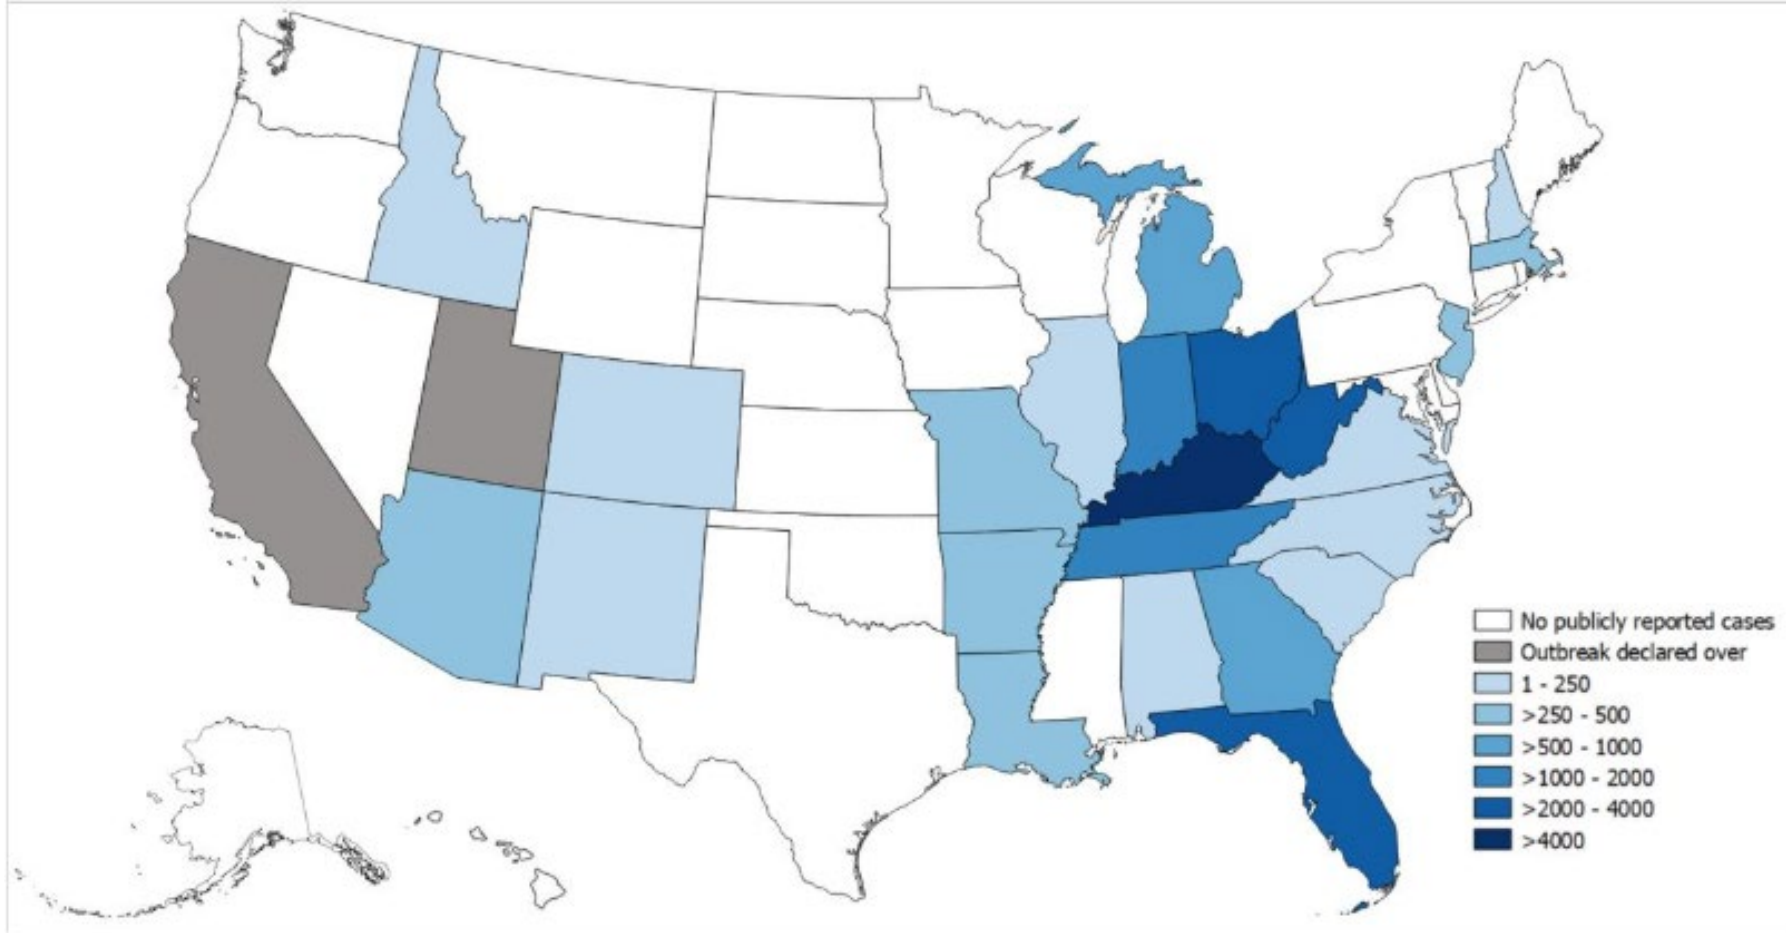 No publicly reported cases
Outbreak declared over
1 - 250
>250 - 500
>500 - 1000
>1000 - 2000
>2000 - 4000
>4000